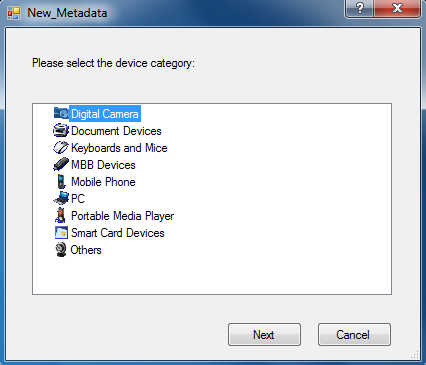 New_Metadata
?
Please select the device category:
Digital Camera
Document Devices
Keyboards and Mice
MBB Devices
Mobile Phone
PC
Portable Media Player
Smart Card Devices
Others
Next Cancel